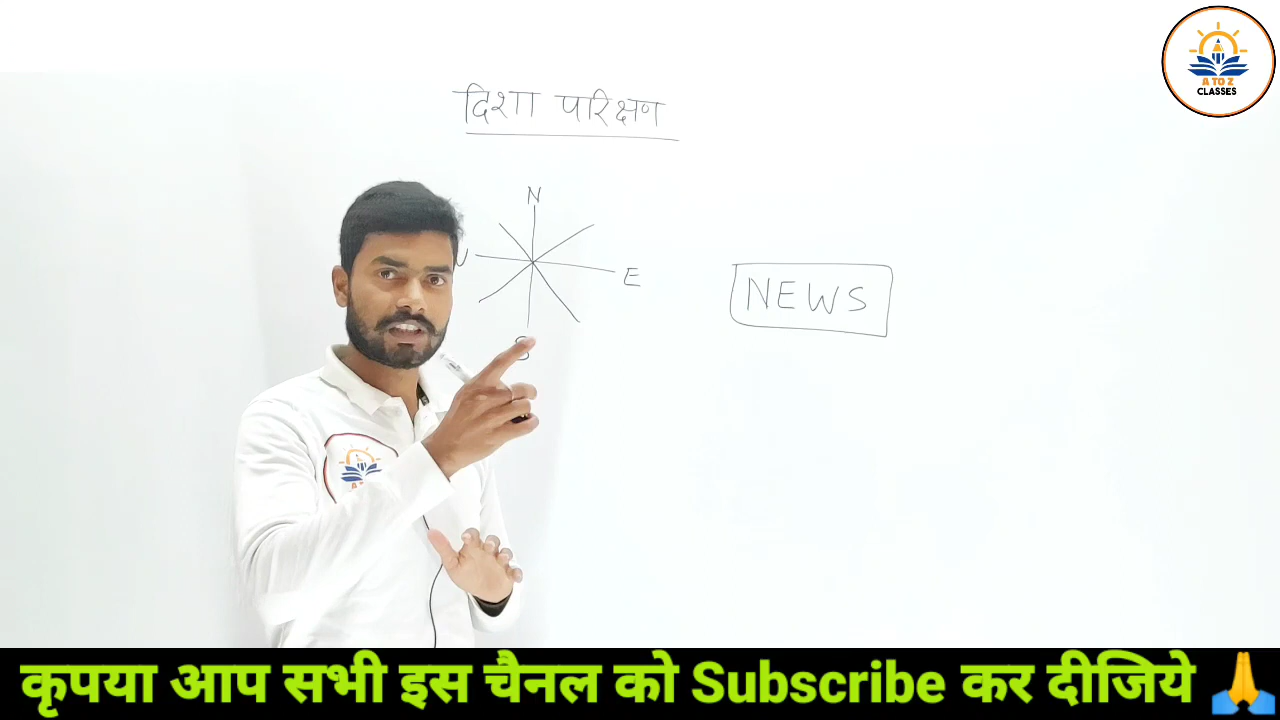 A TO Z
CLASSES
दिशा परिक्षण
N
E
S
NEWS
कृपया आप सभी इस चैनल को Subscribe कर दीजिये 🙏